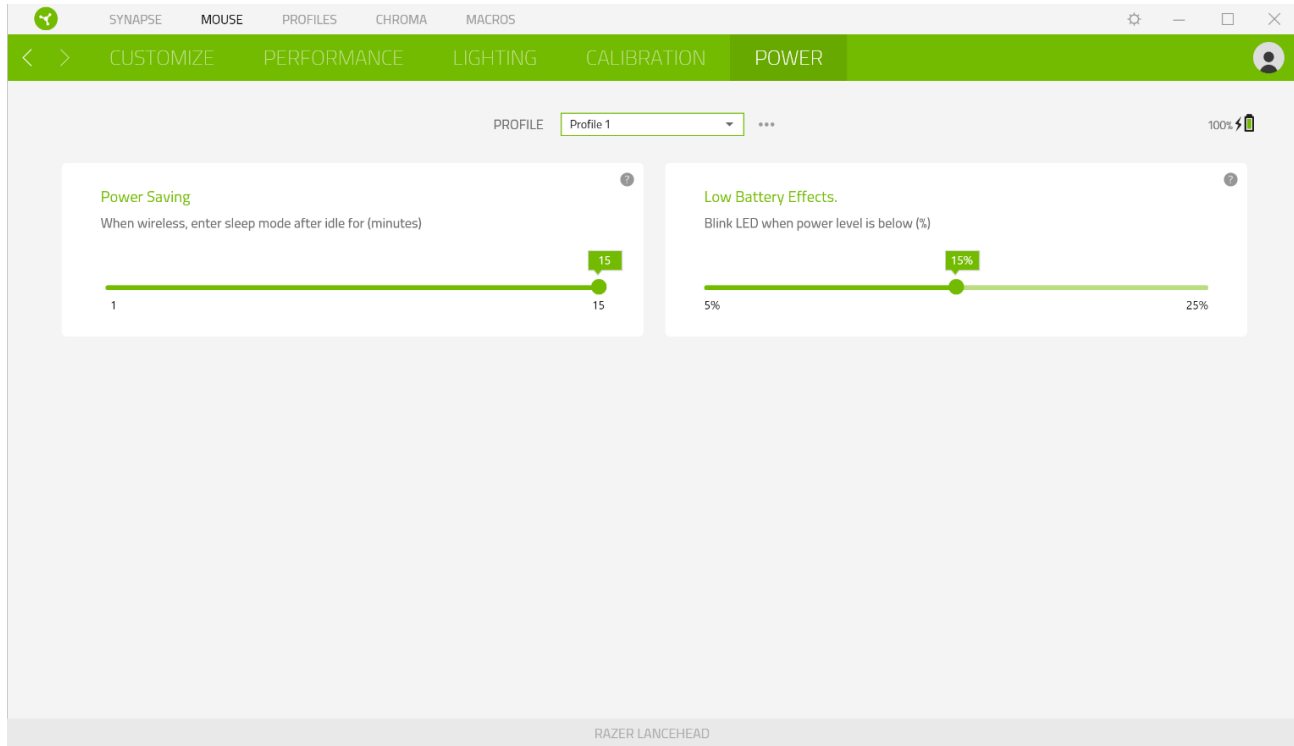 SYNAPSE MOUSE PROFILES CHROMA MACROS
CUSTOMIZE PERFORMANCE LIGHTING CALIBRATION POWER
PROFILE Profile 1 100%
Power Saving
When wireless, enter sleep mode after idle for (minutes)
15
1 15
Low Battery Effects.
Blink LED when power level is below (%)
15%
5% 25%
RAZER LANCEHEAD